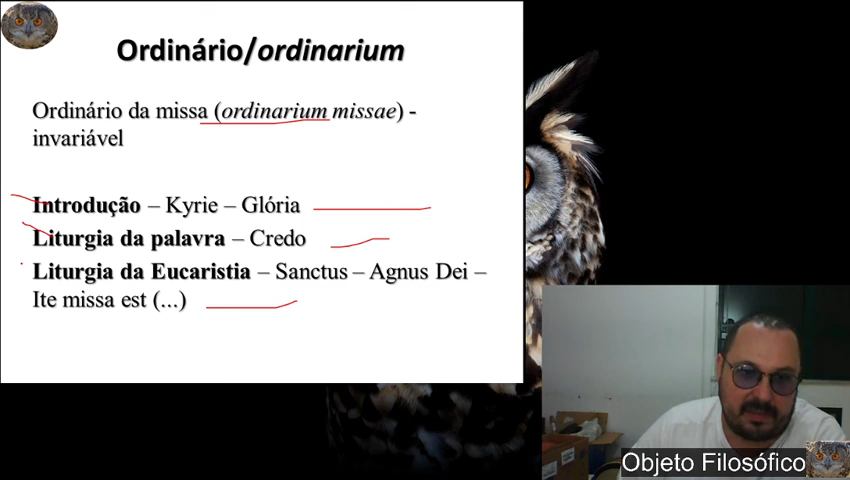 Ordinário/ordinarium
Ordinário da missa (ordinarium missae) -
invariável
Introdução – Kyrie – Glória
Liturgia da palavra – Credo
Liturgia da Eucaristia – Sanctus – Agnus Dei –
Ite missa est (...)
Objeto Filosófico